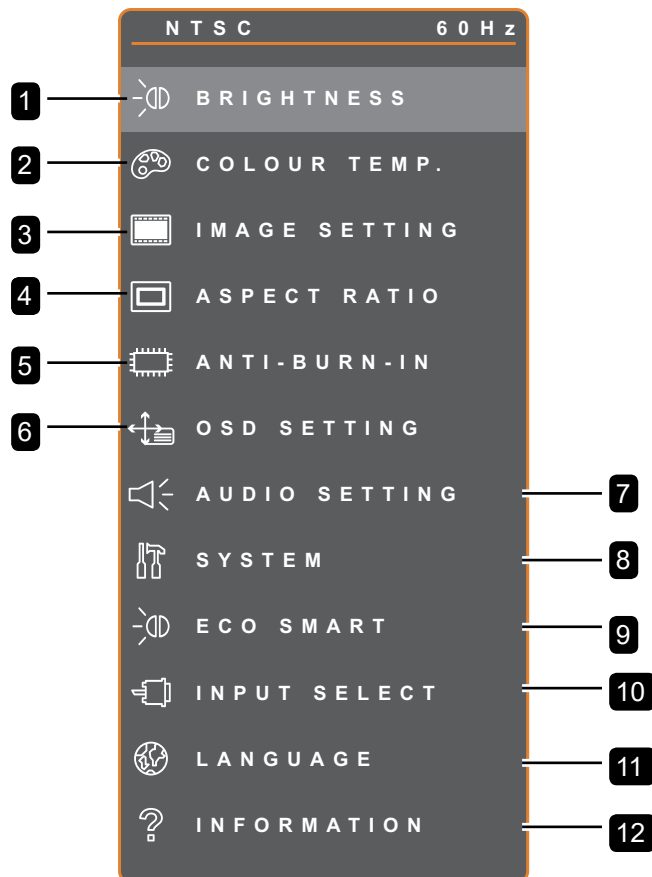 NTSC 60Hz
1 BRIGHTNESS
2 COLOUR TEMP.
3 IMAGE SETTING
4 ASPECT RATIO
5 ANTI-BURN-IN
6 OSD SETTING
AUDIO SETTING 7
SYSTEM 8
ECO SMART 9
INPUT SELECT 10
LANGUAGE 11
? INFORMATION 12